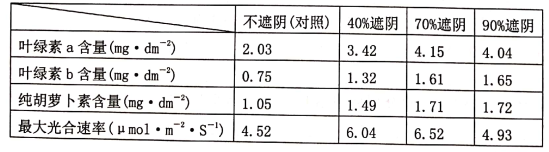 不遮阴(对照) 40%遮阴 70%遮阴 90%遮阴
叶绿素 a 含量(mg·dm⁻²) 2.03 3.42 4.15 4.04
叶绿素 b 含量(mg·dm⁻²) 0.75 1.32 1.61 1.65
纯胡萝卜素含量(mg·dm⁻²) 1.05 1.49 1.71 1.72
最大光合速率(μmol·m⁻²·S⁻¹) 4.52 6.04 6.52 4.93